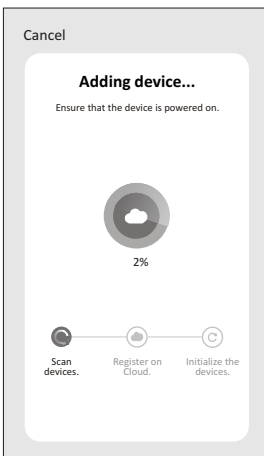 Cancel
Adding device...
Ensure that the device is powered on.
2%
Scan
devices.
Register on
Cloud.
Initialize the
devices.